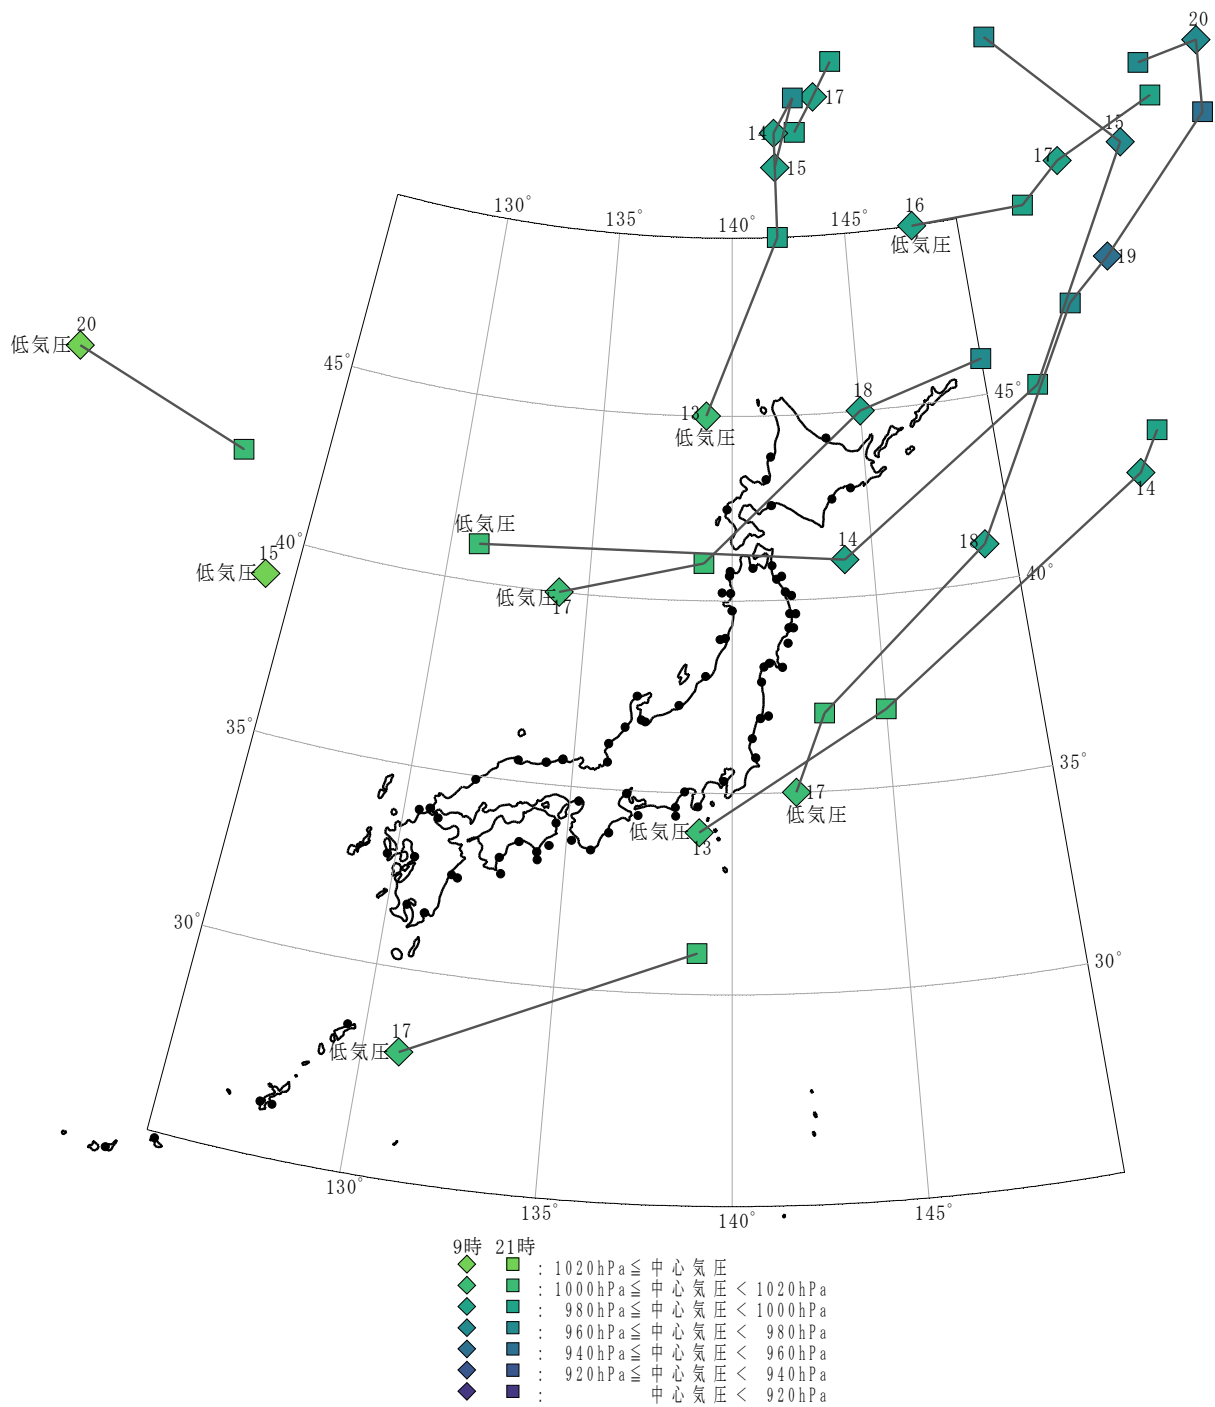 20
17
14
15
15
17
130°
135°
140°
145°
16
低気圧
19
20
低気圧
45°
18
45°
13
低気圧
14
低気圧
40°
15
低気圧
14
18
40°
低気圧
17
35°
35°
17
低気圧
低気圧
13
30°
30°
17
低気圧
130°
135°
140°
145°
9時 21時
: 1020hPa≦中心気圧
: 1000hPa≦中心気圧<1020hPa
: 980hPa≦中心気圧<1000hPa
: 960hPa≦中心気圧< 980hPa
: 940hPa≦中心気圧< 960hPa
: 920hPa≦中心気圧< 940hPa
: 中心気圧< 920hPa